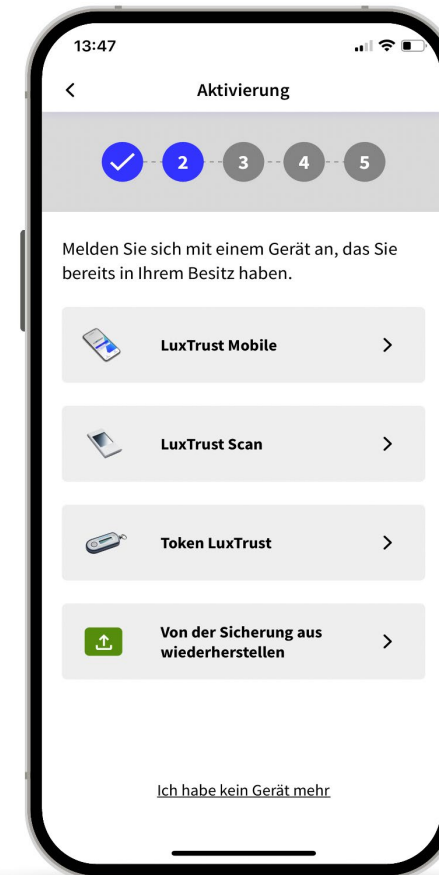 13:47
Aktivierung
2 3 4 5
Melden Sie sich mit einem Gerät an, das Sie
bereits in Ihrem Besitz haben.
LuxTrust Mobile
LuxTrust Scan
Token LuxTrust
Von der Sicherung aus
wiederherstellen
Ich habe kein Gerät mehr